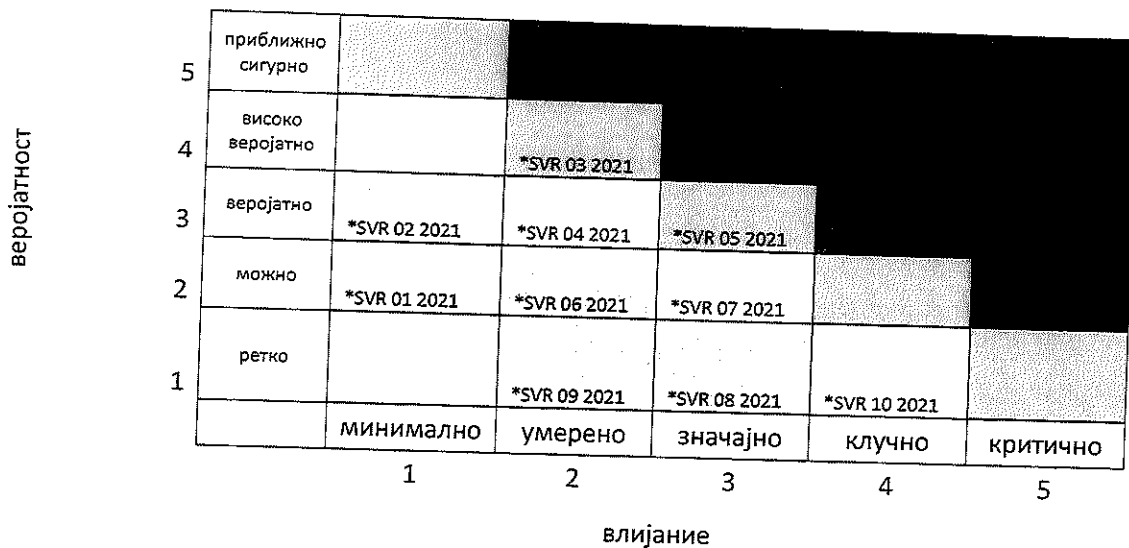 веројатност
5
приближно
сигурно
4
високо
веројатно
*SVR 03 2021
3
веројатно
*SVR 02 2021
*SVR 04 2021
*SVR 05 2021
2
можно
*SVR 01 2021
*SVR 06 2021
*SVR 07 2021
1
ретко
*SVR 09 2021
*SVR 08 2021
*SVR 10 2021
минимално
умерено
значајно
клучно
критично
1
2
3
4
5
влијание